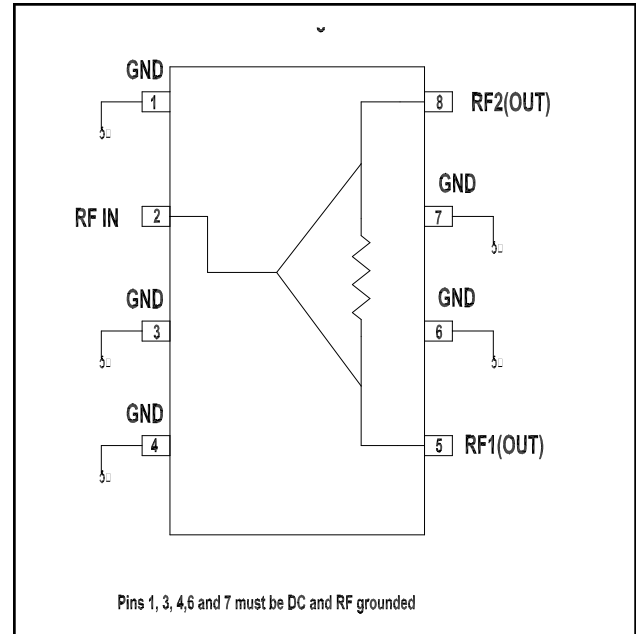 GND
1
8
RF2(OUT)
GND
RF IN
2
7
GND
GND
3
6
GND
4
5
RF1(OUT)
Pins 1, 3, 4,6 and 7 must be DC and RF grounded